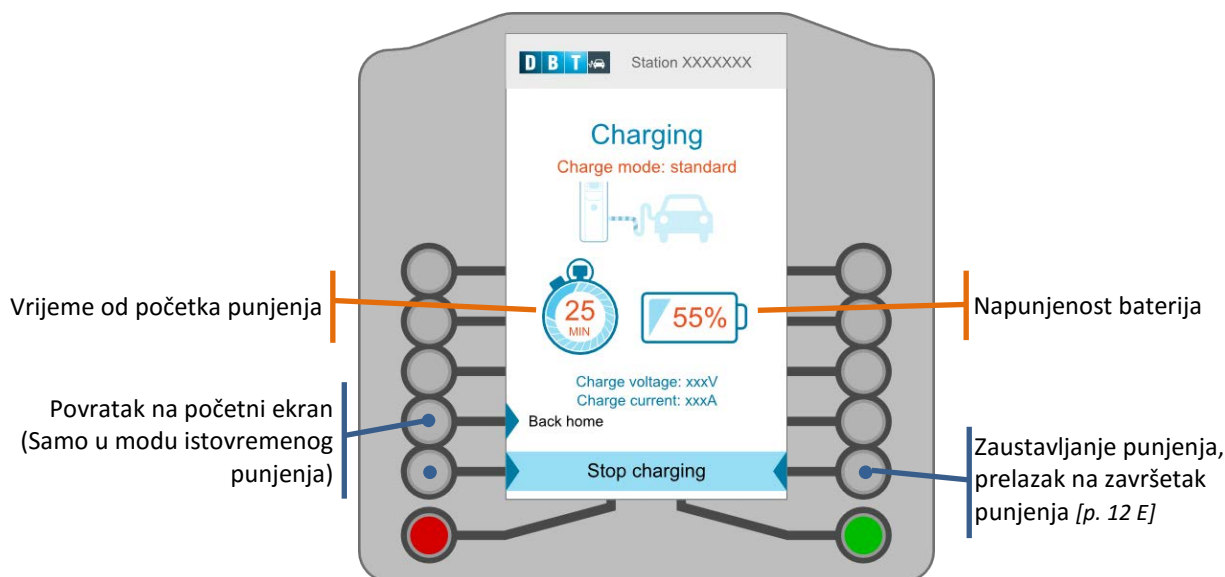 DBT
Station XXXXXXX
Charging
Charge mode: standard
Vrijeme od početka punjenja
25
MIN
55%
Napunjenost baterija
Charge voltage: xxxV
Charge current: xxxA
Povratak na početni ekran
(Samo u modu istovremenog
punjenja)
Back home
Stop charging
Zaustavljanje punjenja,
prelazak na završetak
punjenja [p. 12 E]